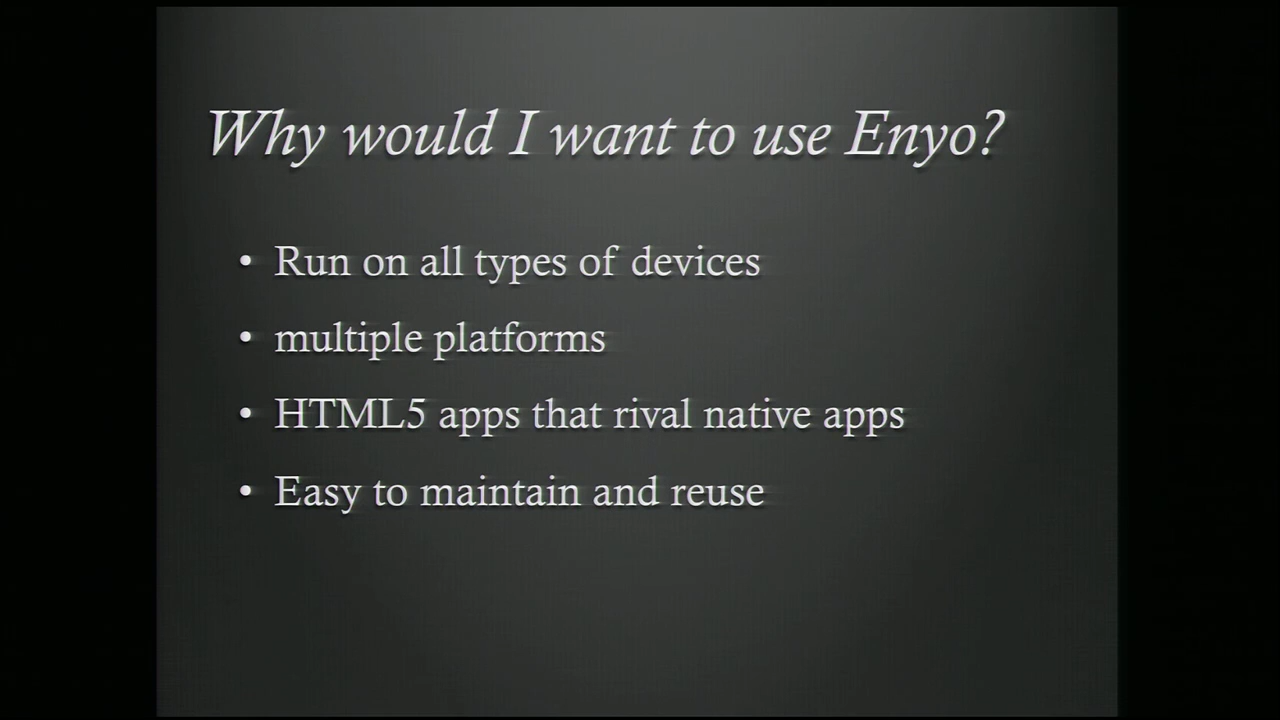 Why would I want to use Enyo?
• Run on all types of devices
• multiple platforms
• HTML5 apps that rival native apps
• Easy to maintain and reuse